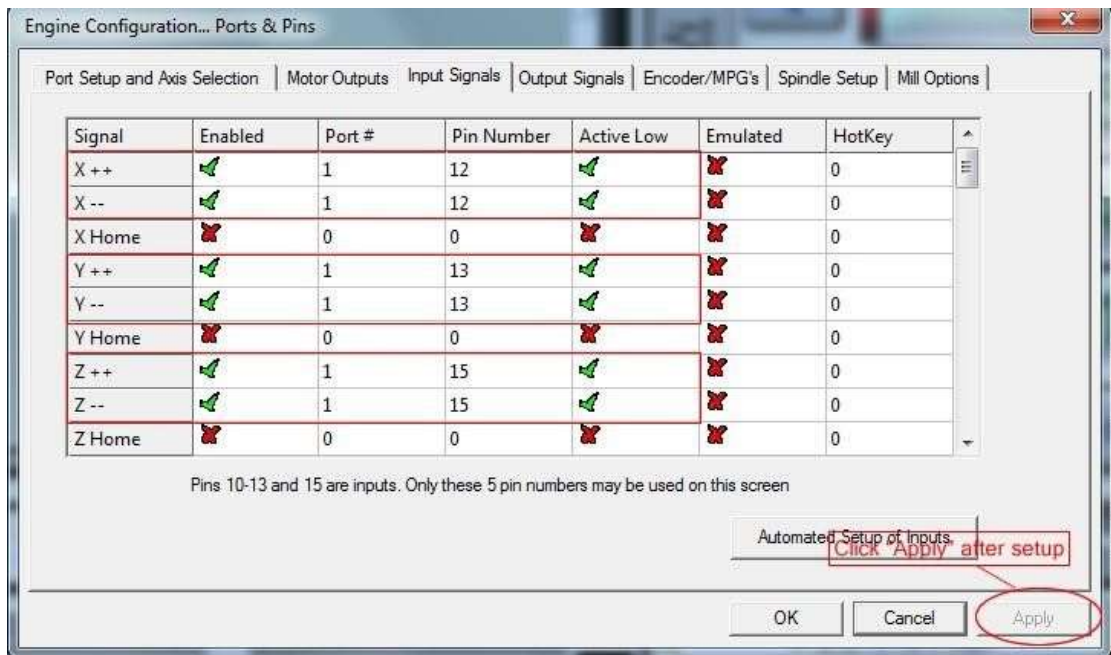 Engine Configuration... Ports & Pins
Port Setup and Axis Selection Motor Outputs Input Signals Output Signals Encoder/MPG's Spindle Setup Mill Options
Signal Enabled Port # Pin Number Active Low Emulated HotKey
X ++ 1 12 0
X -- 1 12 0
X Home 0 0 0
Y ++ 1 13 0
Y -- 1 13 0
Y Home 0 0 0
Z ++ 1 15 0
Z -- 1 15 0
Z Home 0 0 0
Pins 10-13 and 15 are inputs. Only these 5 pin numbers may be used on this screen
Automated Setup of Inputs
Click "Apply" after setup
OK Cancel Apply